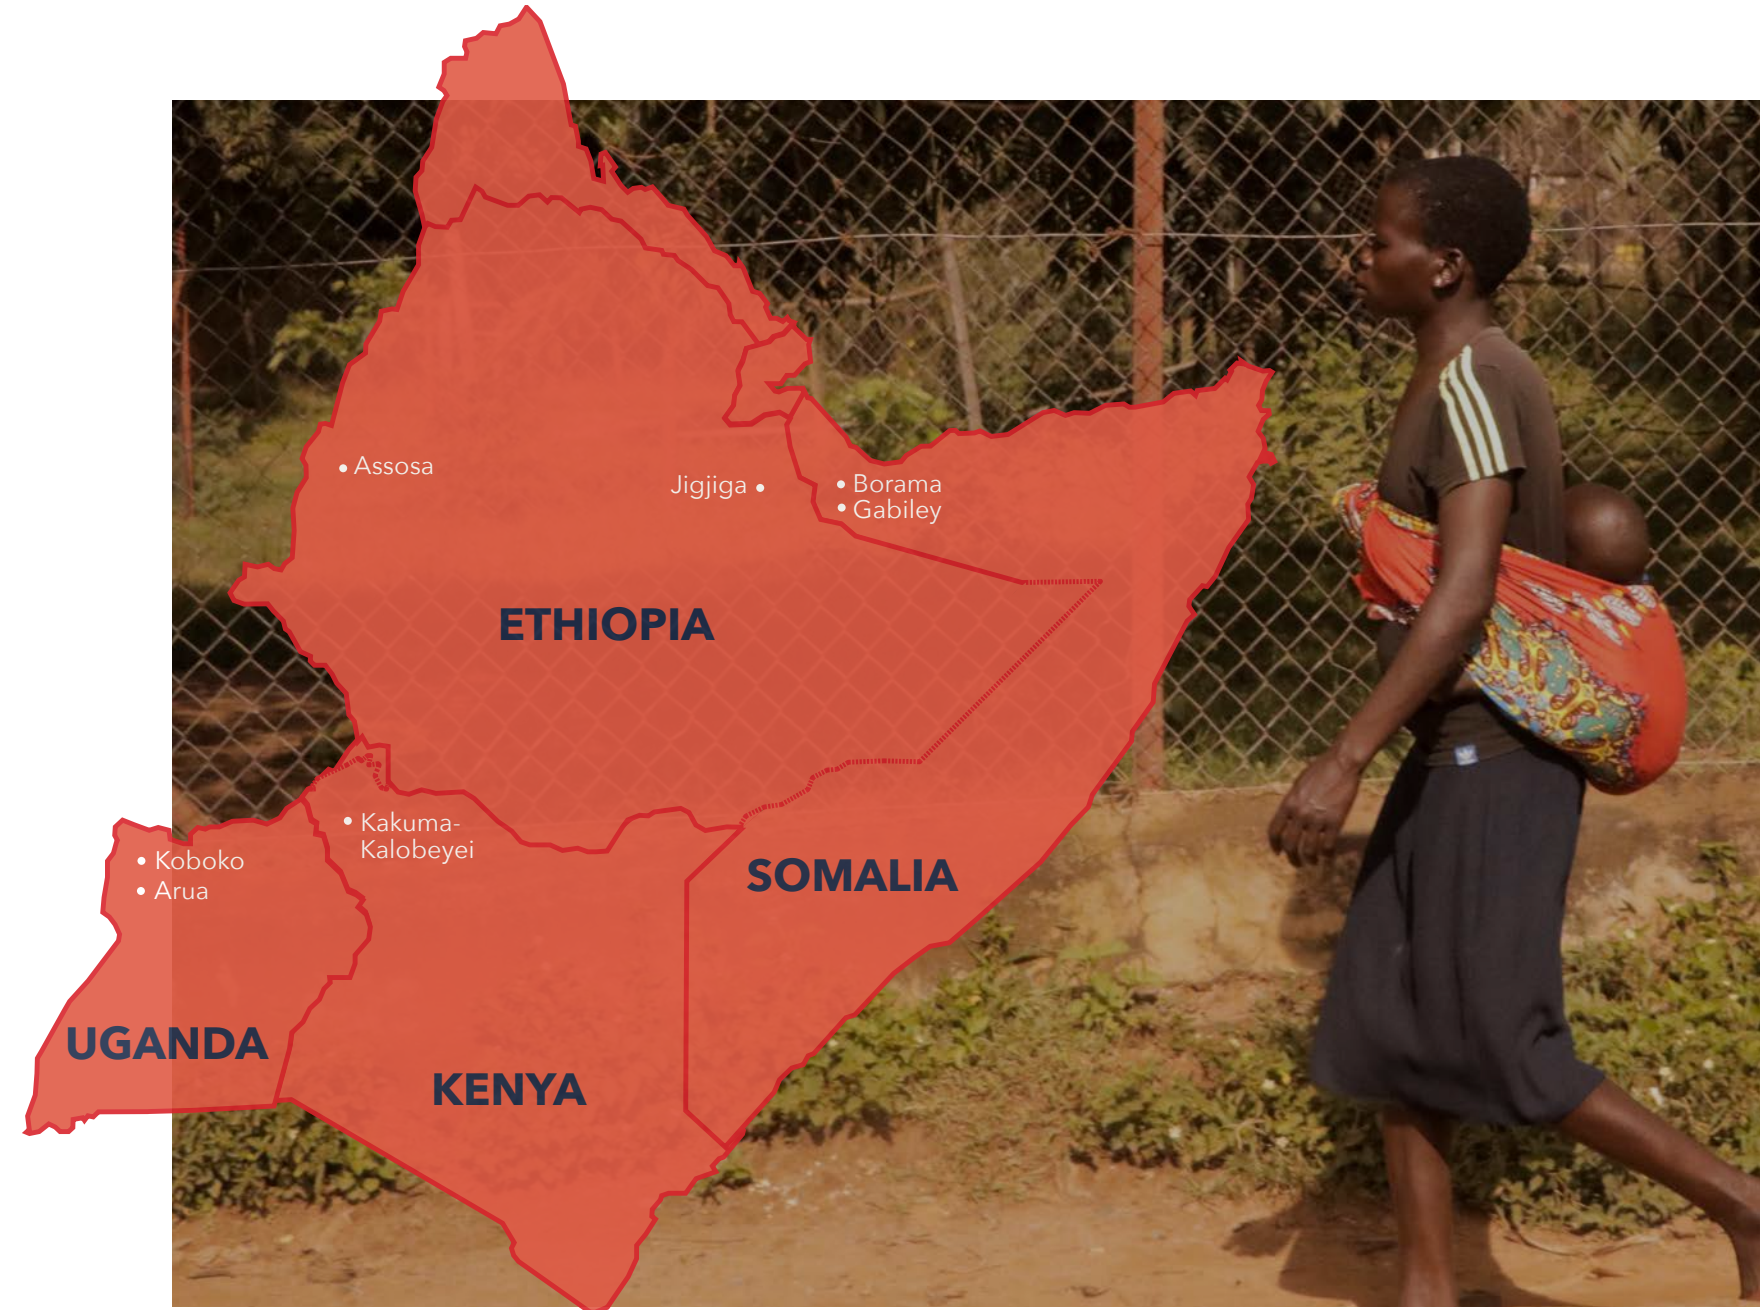 Assosa
Jigjiga
Borama
Gabiley
ETHIOPIA
Kakuma-
Kalobeyei
Koboko
Arua
SOMALIA
UGANDA
KENYA